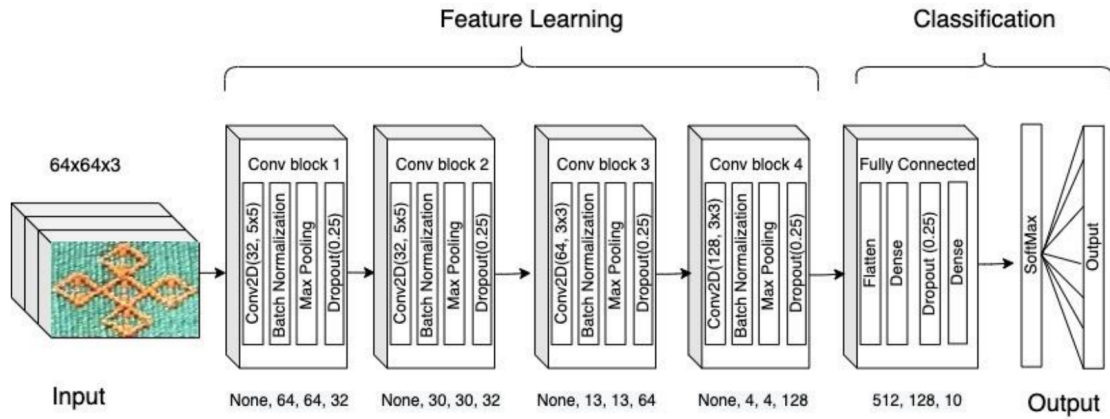 Feature Learning
Classification
64x64x3
Conv block 1
Conv2D(32, 5x5)
Batch Normalization
Max Pooling
Dropout(0.25)
Conv block 2
Conv2D(32, 5x5)
Batch Normalization
Max Pooling
Dropout(0.25)
Conv block 3
Conv2D(64, 3x3)
Batch Normalization
Max Pooling
Dropout(0.25)
Conv block 4
Conv2D(128, 3x3)
Batch Normalization
Max Pooling
Dropout(0.25)
Fully Connected
Flatten
Dense
Dropout (0.25)
Dense
SoftMax
Output
Input
None, 64, 64, 32
None, 30, 30, 32
None, 13, 13, 64
None, 4, 4, 128
512, 128, 10
Output